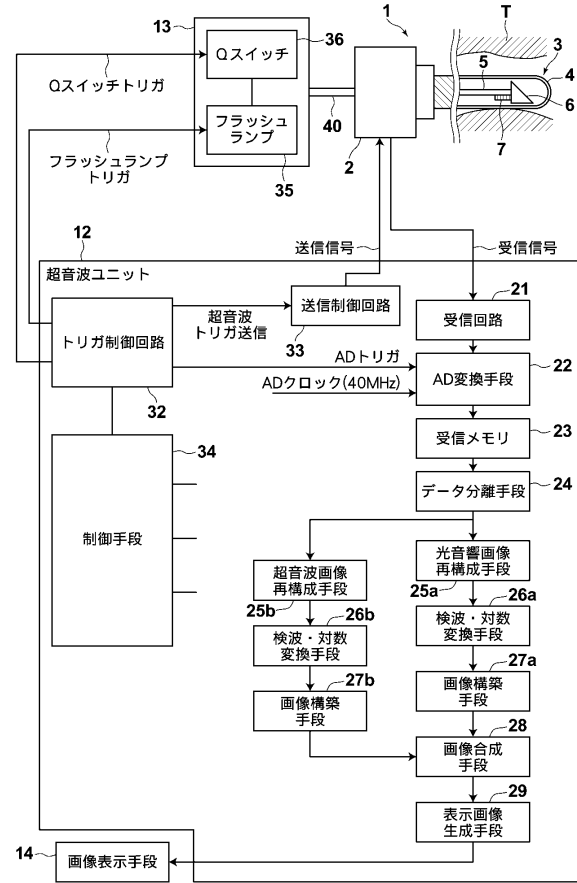 13
36
Qスイッチ
Qスイッチトリガ
フラッシュ
ランプ
35
フラッシュランプ
トリガ
40
1
2
T
3
4
5
6
7
12
超音波ユニット
送信信号
受信信号
トリガ制御回路
32
超音波
トリガ送信
送信制御回路
33
21
受信回路
ADトリガ
ADクロック(40MHz)
22
AD変換手段
23
受信メモリ
24
データ分離手段
34
制御手段
超音波画像
再構成手段
25b
光音響画像
再構成手段
25a
26b
検波・対数
変換手段
26a
検波・対数
変換手段
27b
画像構築
手段
27a
画像構築
手段
28
画像合成
手段
29
表示画像
生成手段
14
画像表示手段